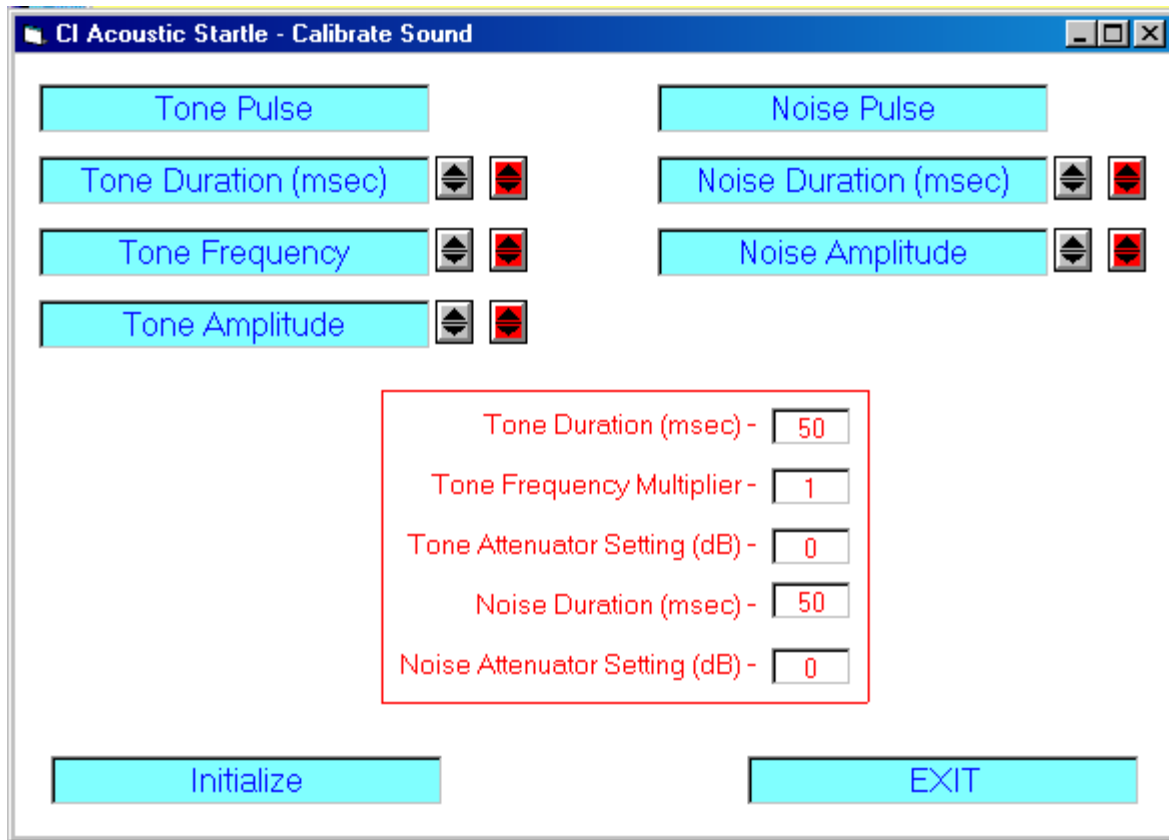 CI Acoustic Startle - Calibrate Sound
Tone Pulse
Noise Pulse
Tone Duration (msec)
Noise Duration (msec)
Tone Frequency
Noise Amplitude
Tone Amplitude
Tone Duration (msec) - 50
Tone Frequency Multiplier - 1
Tone Attenuator Setting (dB) - 0
Noise Duration (msec) - 50
Noise Attenuator Setting (dB) - 0
Initialize
EXIT